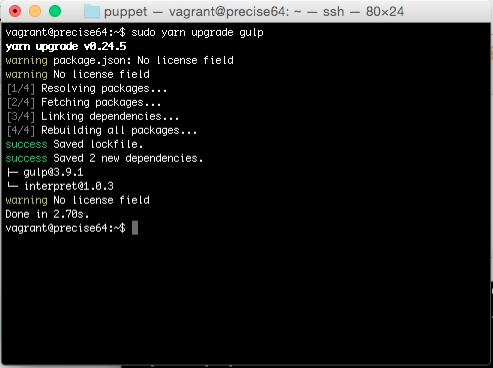 puppet — vagrant@precise64: ~ — ssh — 80×24
vagrant@precise64:~$ sudo yarn upgrade gulp
yarn upgrade v0.24.5
warning package.json: No license field
warning No license field
[1/4] Resolving packages...
[2/4] Fetching packages...
[3/4] Linking dependencies...
[4/4] Rebuilding all packages...
success Saved lockfile.
success Saved 2 new dependencies.
├─ gulp@3.9.1
└─ interpret@1.0.3
warning No license field
Done in 2.70s.
vagrant@precise64:~$